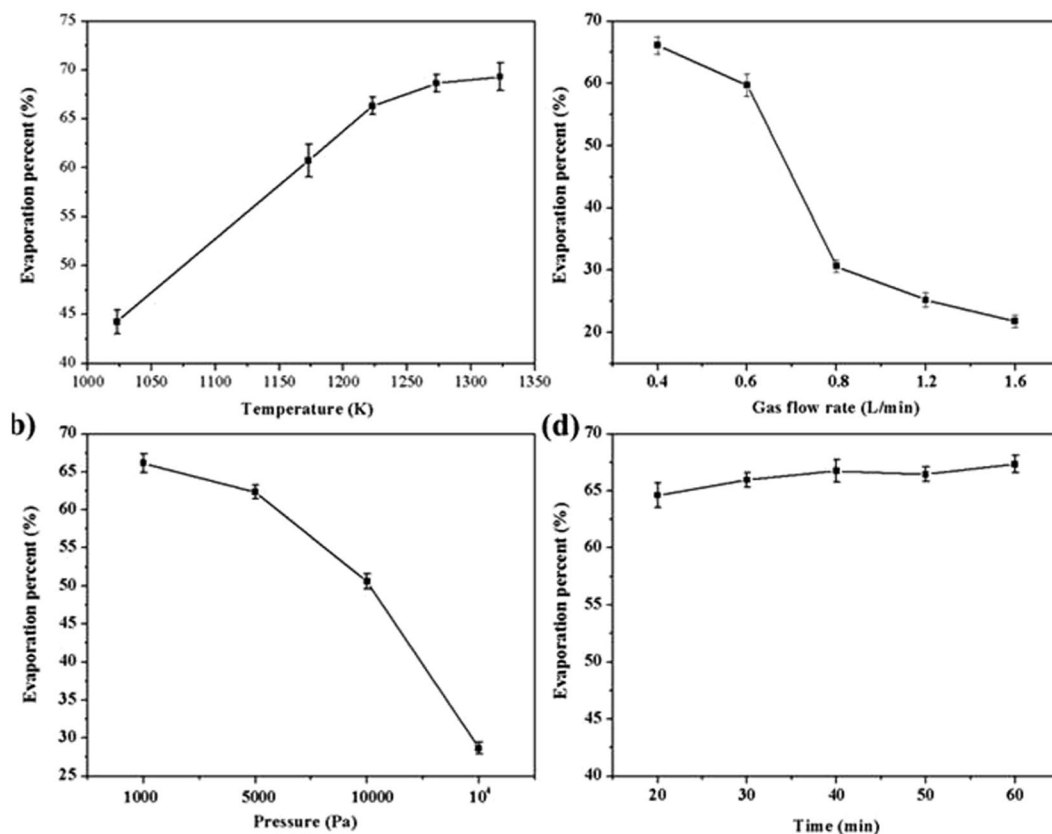 Evaporation percent (%)
75
70
65
60
55
50
45
40
1000 1050 1100 1150 1200 1250 1300 1350
Temperature (K)
Evaporation percent (%)
70
60
50
40
30
20
0.4 0.6 0.8 1.2 1.6
Gas flow rate (L/min)
b)
Evaporation percent (%)
70
65
60
55
50
45
40
35
30
25
1000 5000 10000 10⁴
Pressure (Pa)
(d)
Evaporation percent (%)
70
65
60
55
50
45
40
20 30 40 50 60
Time (min)